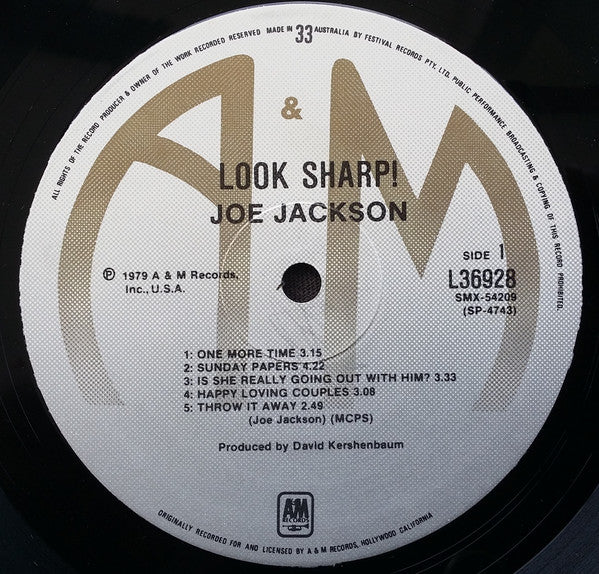 ALL RIGHTS OF THE RECORD PRODUCER & OWNER OF THE WORK RECORDED RESERVED MADE IN 33 AUSTRALIA BY FESTIVAL RECORDS PTY. LTD. PUBLIC PERFORMANCE BROADCASTING & COPYING OF THIS RECORD PROHIBITED.
A & M
LOOK SHARP!
JOE JACKSON
℗ 1979 A & M Records,
Inc., U.S.A.
SIDE 1
L36928
SMX-54209
(SP-4743)
1: ONE MORE TIME 3.15
2: SUNDAY PAPERS 4.22
3: IS SHE REALLY GOING OUT WITH HIM? 3.33
4: HAPPY LOVING COUPLES 3.08
5: THROW IT AWAY 2.49
(Joe Jackson) (MCPS)
Produced by David Kershenbaum
A&M
RECORDS
ORIGINALLY RECORDED FOR AND LICENSED BY A & M RECORDS, HOLLYWOOD CALIFORNIA